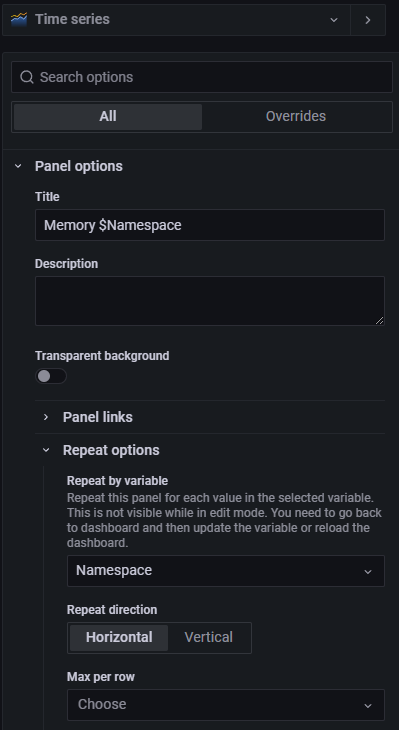 Time series
Search options
All Overrides
Panel options
Title
Memory $Namespace
Description
Transparent background
Panel links
Repeat options
Repeat by variable
Repeat this panel for each value in the selected variable.
This is not visible while in edit mode. You need to go back
to dashboard and then update the variable or reload the
dashboard.
Namespace
Repeat direction
Horizontal Vertical
Max per row
Choose